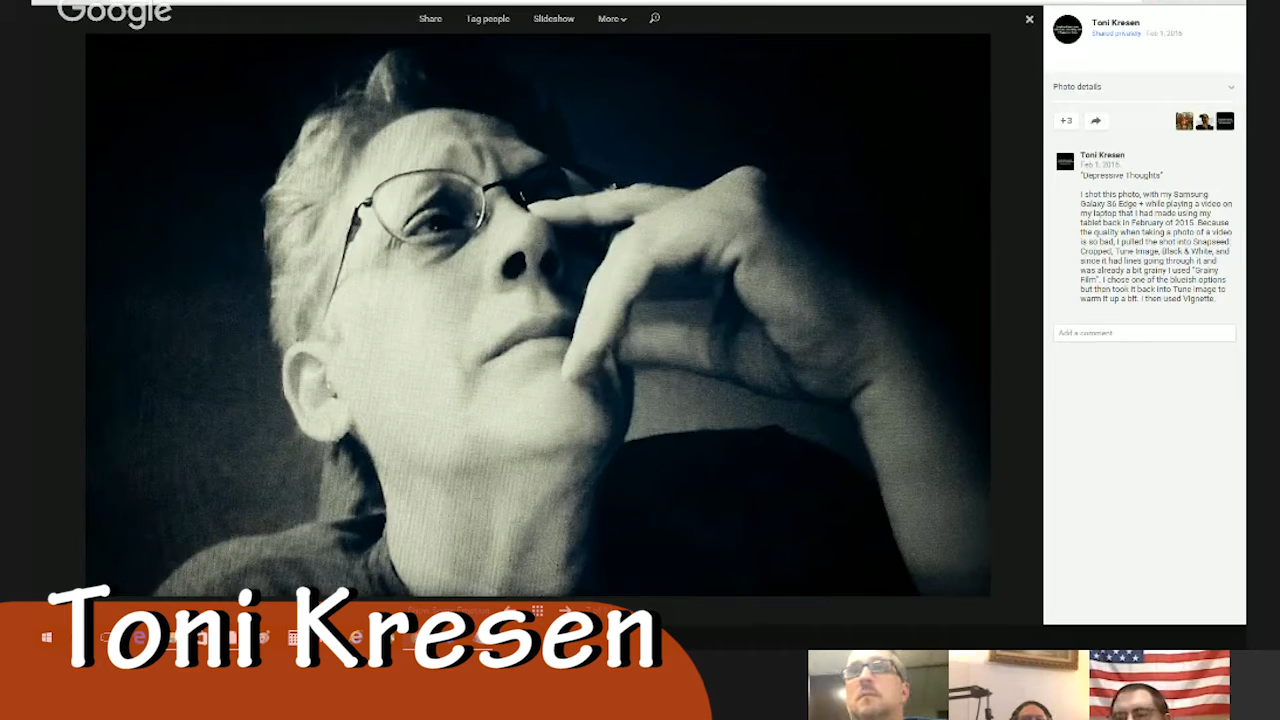 Google
Share Tag people Slideshow More
Toni Kresen
Shared privately Feb 1, 2016
Photo details
+3
Toni Kresen
Feb 1, 2016
"Depressive Thoughts"
I shot this photo, with my Samsung
Galaxy S6 Edge + while playing a video on
my laptop that I had made using my
tablet back in February of 2015. Because
the quality when taking a photo of a video
is so bad, I pulled the shot into Snapseed
Cropped, Tune Image, Black & White, and
since it had lines going through it and
was already a bit grainy I used "Grainy
Film". I chose one of the blueish options
but then took it back into Tune Image to
warm it up a bit. I then used Vignette.
Add a comment
Toni Kresen